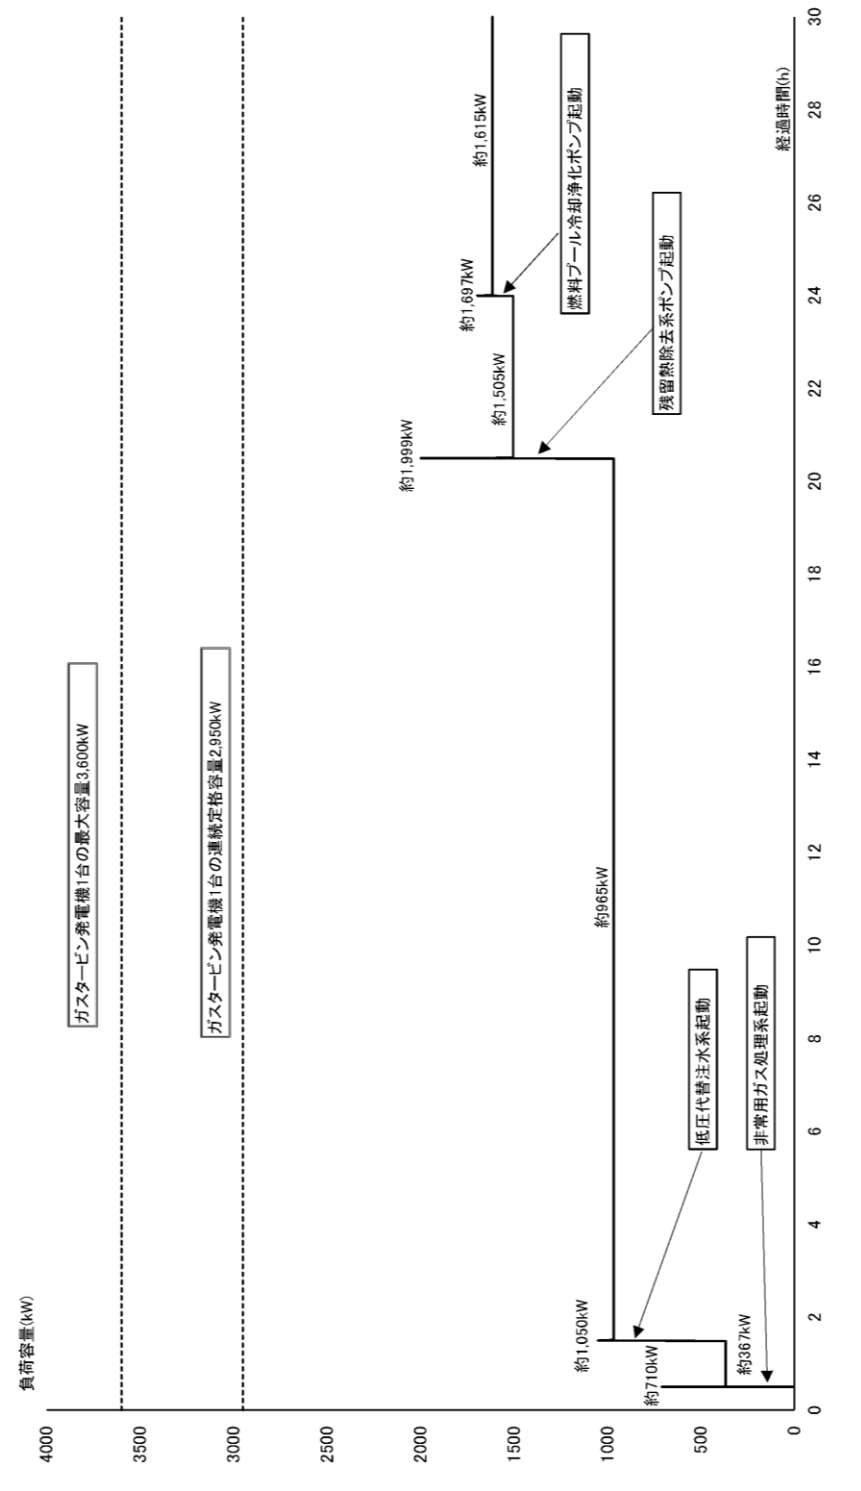 負荷容量(kW)
4000
3500
3000
2500
2000
1500
1000
500
0
ガスタービン発電機1台の最大容量3,600kW
ガスタービン発電機1台の連続定格容量2,950kW
約710kW
約367kW
約1,050kW
約965kW
約1,999kW
約1,505kW
約1,697kW
約1,615kW
非常用ガス処理系起動
低圧代替注水系起動
残留熱除去系ポンプ起動
燃料プール冷却浄化ポンプ起動
0
2
4
6
8
10
12
14
16
18
20
22
24
26
28
30
経過時間(h)